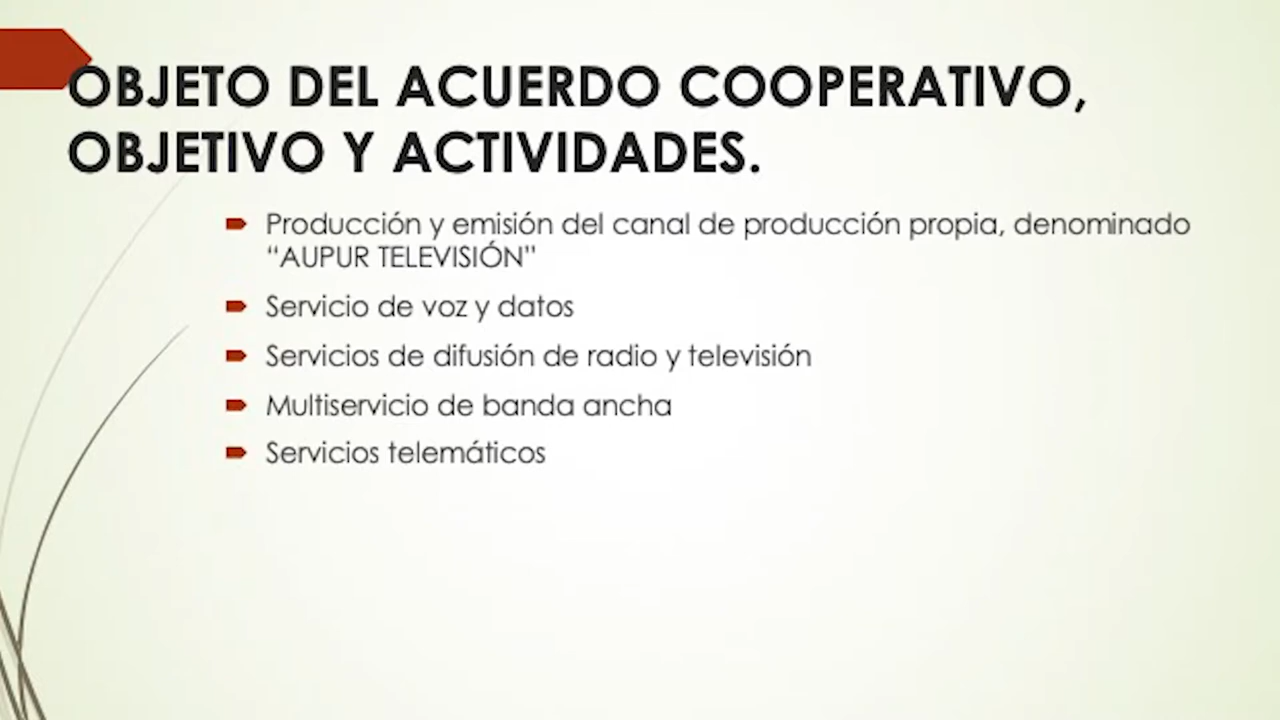 OBJETO DEL ACUERDO COOPERATIVO,
OBJETIVO Y ACTIVIDADES.
Producción y emisión del canal de producción propia, denominado
“AUPUR TELEVISIÓN”
Servicio de voz y datos
Servicios de difusión de radio y televisión
Multiservicio de banda ancha
Servicios telemáticos